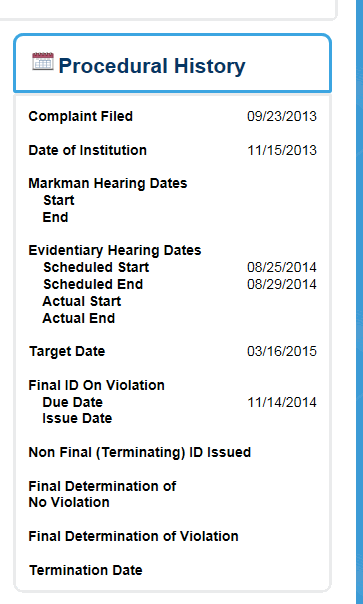 Procedural History
Complaint Filed 09/23/2013
Date of Institution 11/15/2013
Markman Hearing Dates
Start
End
Evidentiary Hearing Dates
Scheduled Start 08/25/2014
Scheduled End 08/29/2014
Actual Start
Actual End
Target Date 03/16/2015
Final ID On Violation
Due Date 11/14/2014
Issue Date
Non Final (Terminating) ID Issued
Final Determination of
No Violation
Final Determination of Violation
Termination Date